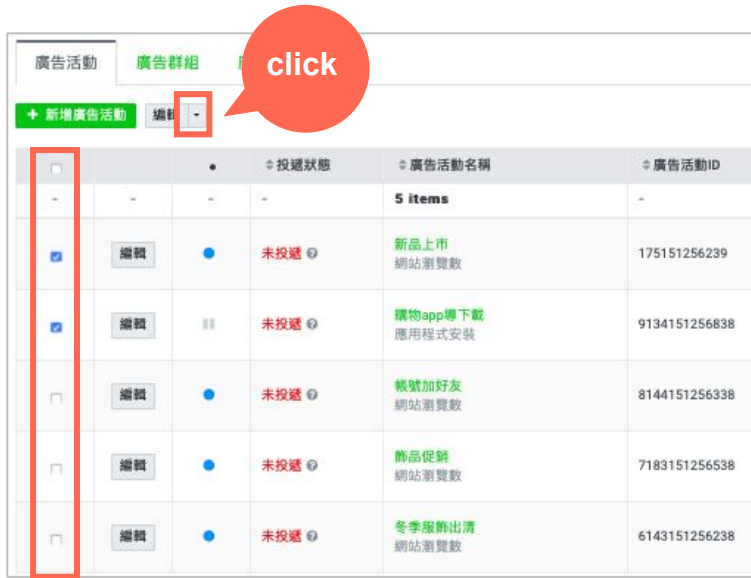 click
廣告活動 廣告群組
+ 新增廣告活動 編輯
投遞狀態 廣告活動名稱 廣告活動ID
- - - - 5 items -
編輯 未投遞 新品上市 175151256239
網站瀏覽數
編輯 未投遞 購物app導下載 9134151256838
應用程式安裝
編輯 未投遞 帳號加好友 8144151256338
網站瀏覽數
編輯 未投遞 飾品促銷 7183151256538
網站瀏覽數
編輯 未投遞 冬季服飾出清 6143151256238
網站瀏覽數